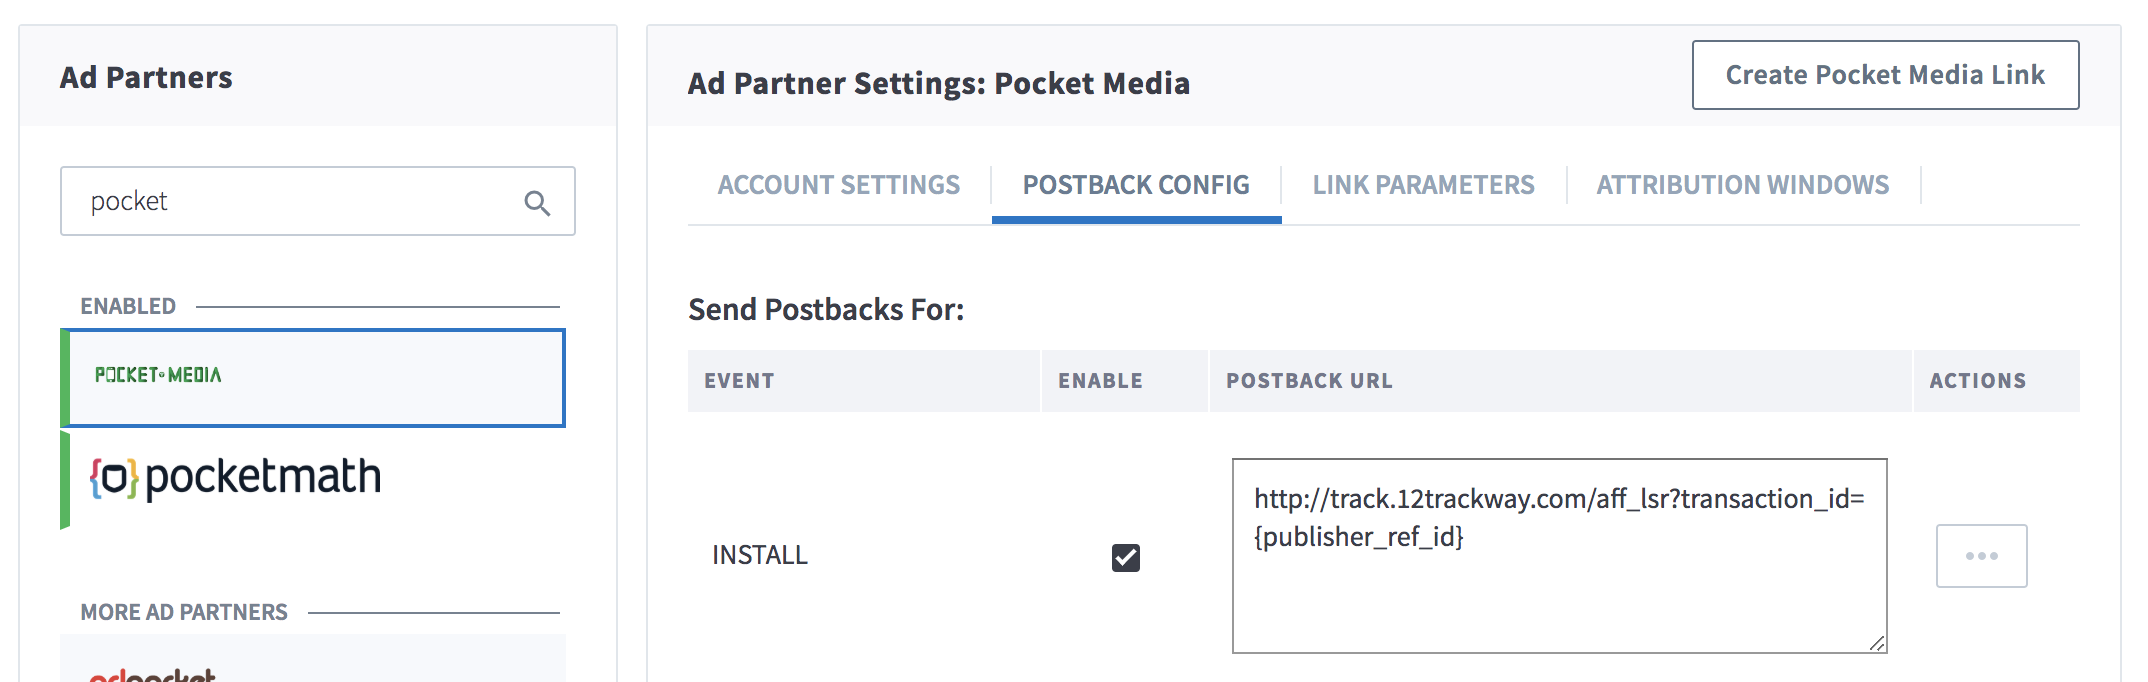 Ad Partners
pocket
ENABLED
POCKET MEDIA
{o}pocketmath
MORE AD PARTNERS
adpocket
Ad Partner Settings: Pocket Media
Create Pocket Media Link
ACCOUNT SETTINGS
POSTBACK CONFIG
LINK PARAMETERS
ATTRIBUTION WINDOWS
Send Postbacks For:
EVENT
ENABLE
POSTBACK URL
ACTIONS
INSTALL
http://track.12trackway.com/aff_lsr?transaction_id=
{publisher_ref_id}